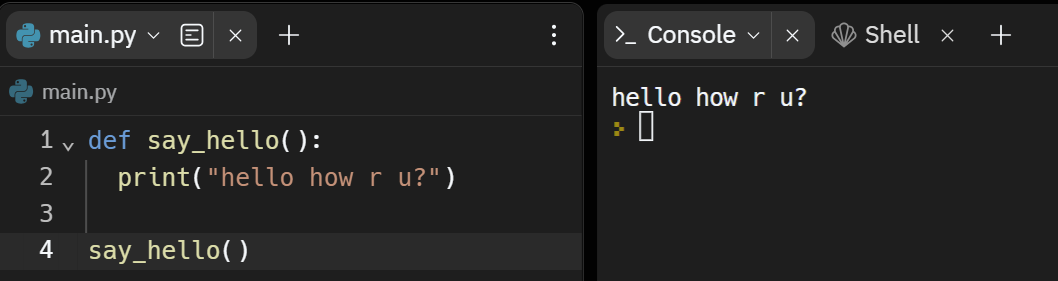 main.py
main.py
1 def say_hello():
2   print("hello how r u?")
3
4 say_hello()
Console Shell
hello how r u?